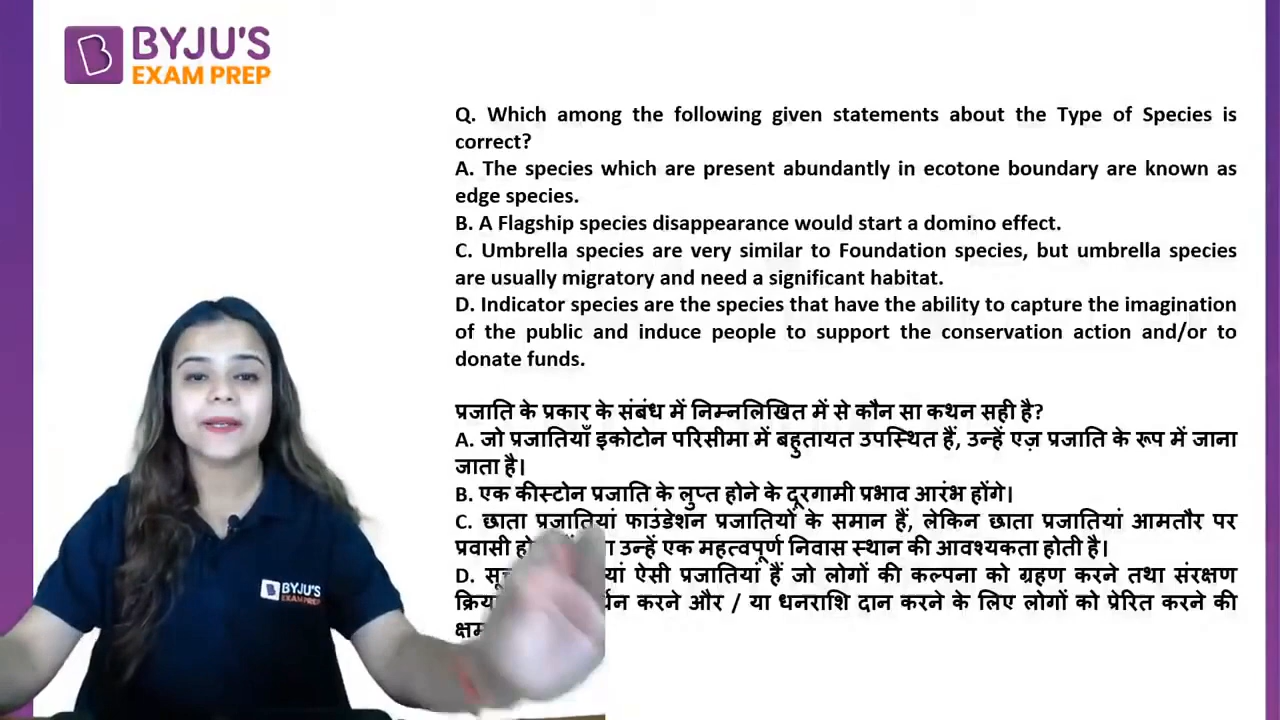 BYJU'S
EXAM PREP
Q. Which among the following given statements about the Type of Species is
correct?
A. The species which are present abundantly in ecotone boundary are known as
edge species.
B. A Flagship species disappearance would start a domino effect.
C. Umbrella species are very similar to Foundation species, but umbrella species
are usually migratory and need a significant habitat.
D. Indicator species are the species that have the ability to capture the imagination
of the public and induce people to support the conservation action and/or to
donate funds.
प्रजाति के प्रकार के संबंध में निम्नलिखित में से कौन सा कथन सही है?
A. जो प्रजातियाँ इकोटोन परिसीमा में बहुतायत उपस्थित हैं, उन्हें एज़ प्रजाति के रूप में जाना
जाता है।
B. एक कीस्टोन प्रजाति के लुप्त होने के दूरगामी प्रभाव आरंभ होंगे।
C. छाता प्रजातियां फाउंडेशन प्रजातियों के समान हैं, लेकिन छाता प्रजातियां आमतौर पर
प्रवासी उन्हें एक महत्वपूर्ण निवास स्थान की आवश्यकता होती है।
D. ऐसी प्रजातियां हैं जो लोगों की कल्पना को ग्रहण करने तथा संरक्षण
करने और / या धनराशि दान करने के लिए लोगों को प्रेरित करने की
BYJU'S
EXAM PREP